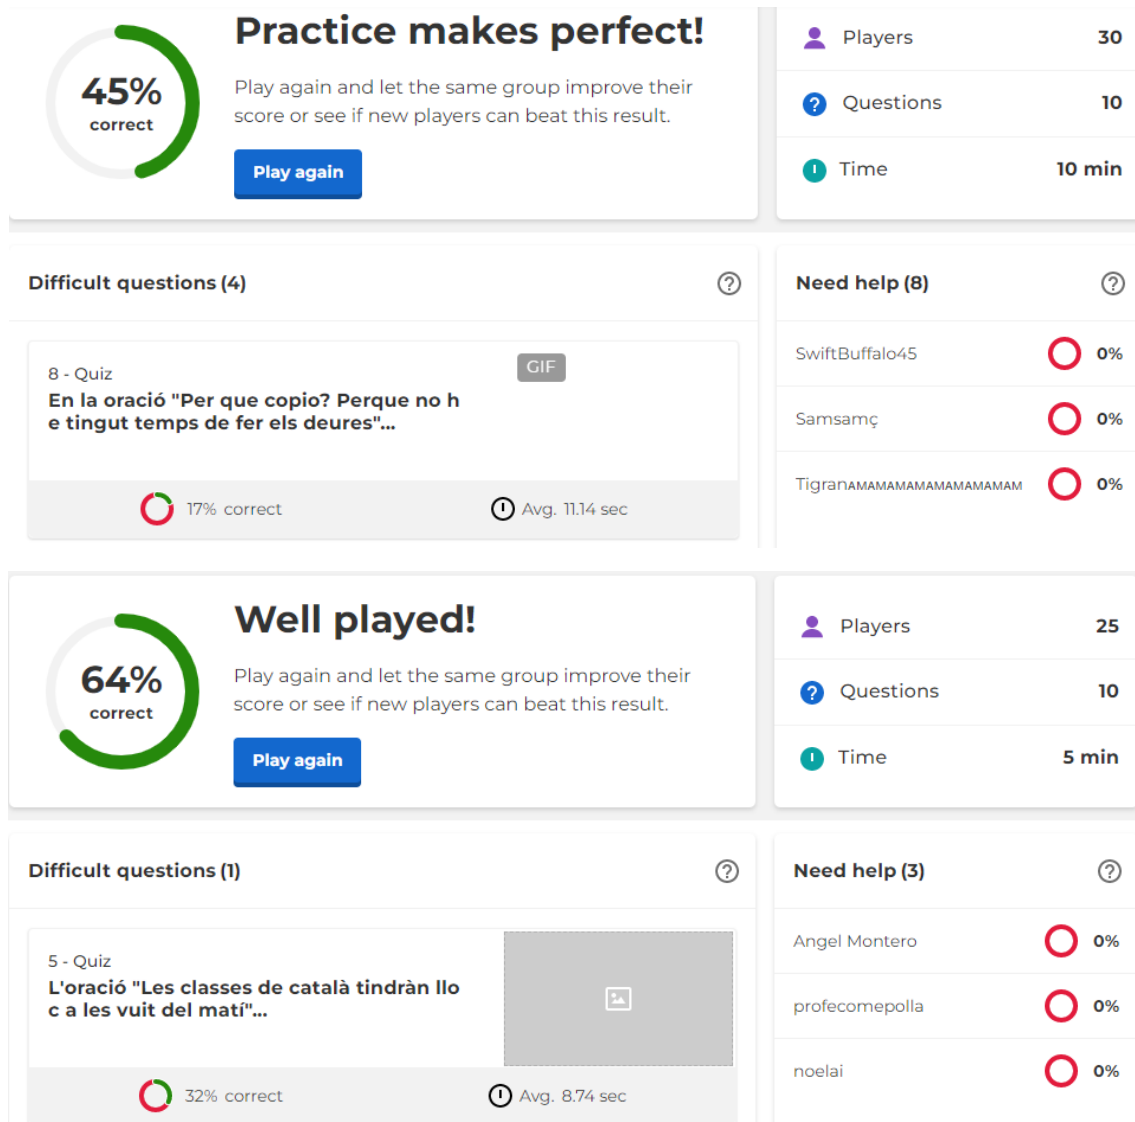 Practice makes perfect!
45%
correct
Play again and let the same group improve their
score or see if new players can beat this result.
Play again
Players 30
Questions 10
Time 10 min
Difficult questions (4)
8 - Quiz
GIF
En la oració "Per que copio? Perque no h
e tingut temps de fer els deures"...
17% correct
Avg. 11.14 sec
Need help (8)
SwiftBuffalo45 0%
Samsamç 0%
Tigranᴀᴍᴀᴍᴀᴍᴀᴍᴀᴍᴀᴍᴀᴍᴀᴍᴀᴍ 0%
Well played!
64%
correct
Play again and let the same group improve their
score or see if new players can beat this result.
Play again
Players 25
Questions 10
Time 5 min
Difficult questions (1)
5 - Quiz
L'oració "Les classes de català tindràn llo
c a les vuit del matí"...
32% correct
Avg. 8.74 sec
Need help (3)
Angel Montero 0%
profecomepolla 0%
noelai 0%